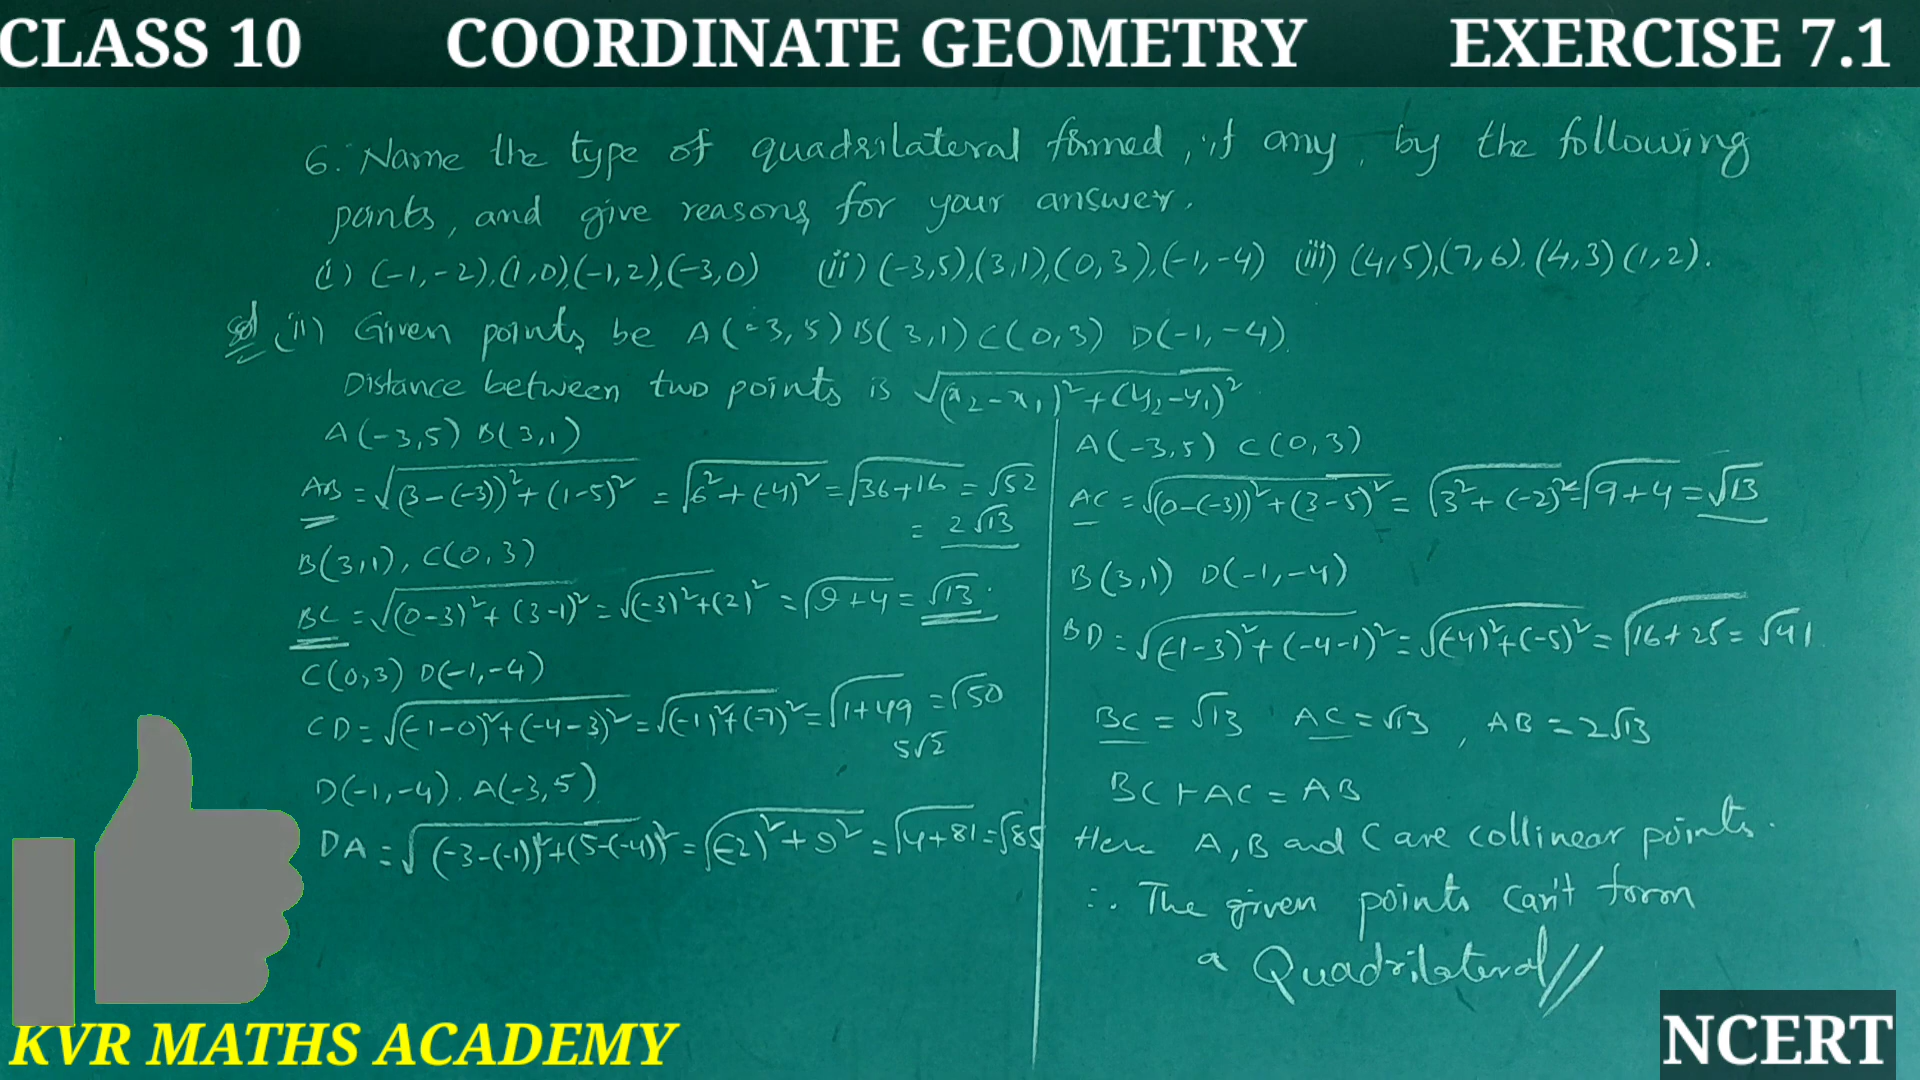 CLASS 10 COORDINATE GEOMETRY EXERCISE 7.1
6. Name the type of quadrilateral formed, if any, by the following
points, and give reasons for your answer.
(i) (-1,-2),(1,0)(-1,2),(-3,0) (ii) (-3,5),(3,1),(0,3),(-1,-4) (iii) (4,5),(7,6),(4,3)(1,2).
Sol (ii) Given points be A(-3,5) B(3,1) C(0,3) D(-1,-4).
Distance between two points is √(x₂-x₁)²+(y₂-y₁)²
A(-3,5) B(3,1)
AB = √(3-(-3))²+(1-5)² = √6²+(-4)² = √36+16 = √52
= 2√13
B(3,1), C(0,3)
BC = √(0-3)²+(3-1)² = √(-3)²+(2)² = √9+4 = √13.
C(0,3) D(-1,-4)
CD = √(-1-0)²+(-4-3)² = √(-1)²+(-7)² = √1+49 = √50
5√2
D(-1,-4). A(-3,5)
DA = √(-3-(-1))²+(5-(-4))² = √(-2)²+9² = √4+81 = √85
A(-3,5) C(0,3)
AC = √(0-(-3))²+(3-5)² = √3²+(-2)² = √9+4 = √13
B(3,1) D(-1,-4)
BD = √(-1-3)²+(-4-1)² = √(-4)²+(-5)² = √16+25 = √41
BC = √13 AC = √13, AB = 2√13
BC+AC = AB
Here A, B and C are collinear points.
∴ The given points can't form
a Quadrilateral//
KVR MATHS ACADEMY
NCERT